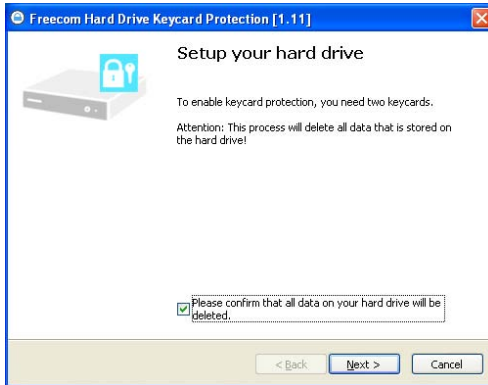 Freecom Hard Drive Keycard Protection [1.11]
Setup your hard drive
To enable keycard protection, you need two keycards.
Attention: This process will delete all data that is stored on
the hard drive!
Please confirm that all data on your hard drive will be
deleted.
< Back
Next >
Cancel